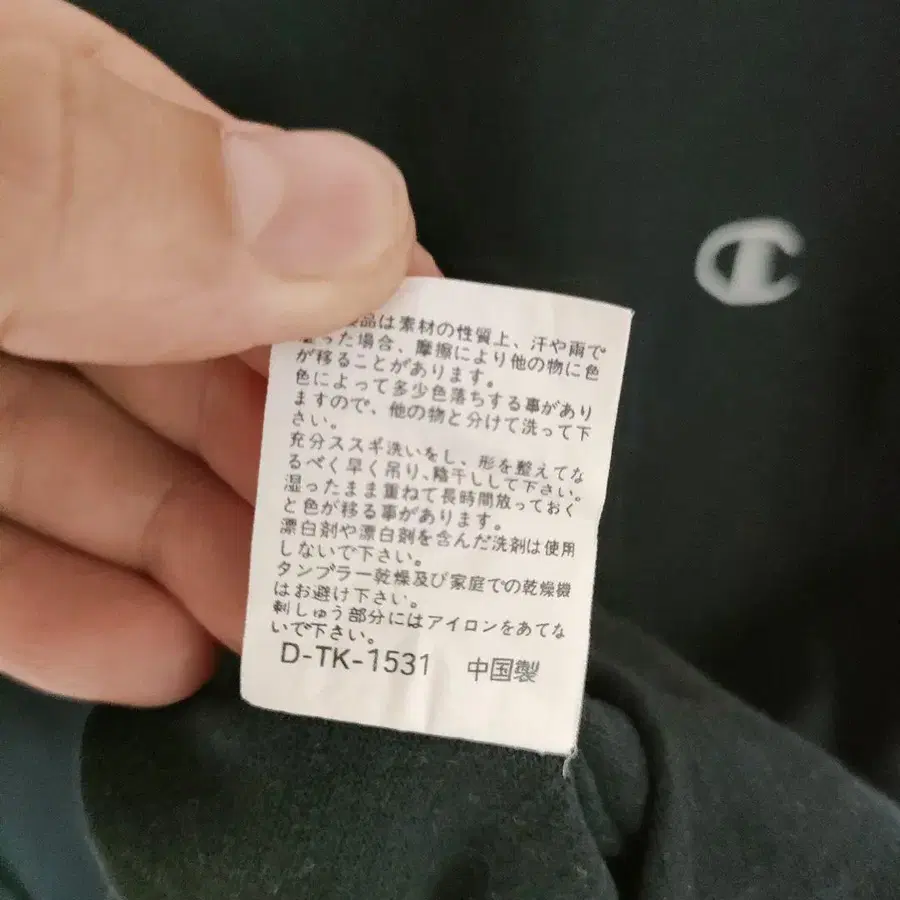 品は素材の性質上、汗や雨で
った場合、摩擦により他の物に色
が移ることがあります。
色によって多少色落ちする事があり
ますので、他の物と分けて洗って下
さい。
充分ススギ洗いをし、形を整えてな
るべく早く吊り、陰干しして下さい。
湿ったまま重ねて長時間放っておく
と色が移る事があります。
漂白剤や漂白剤を含んだ洗剤は使用
しないで下さい。
タンブラー乾燥及び家庭での乾燥機
はお避け下さい。
刺しゅう部分にはアイロンをあてな
いで下さい。
D-TK-1531 中国製